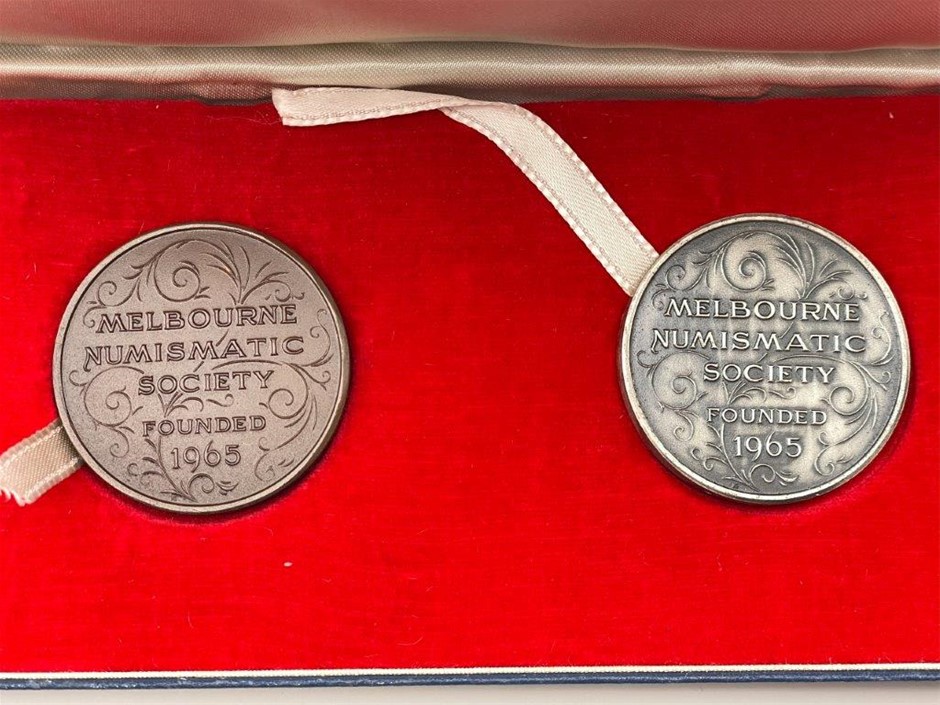 MELBOURNE
NUMISMATIC
SOCIETY
FOUNDED
1965
MELBOURNE
NUMISMATIC
SOCIETY
FOUNDED
1965